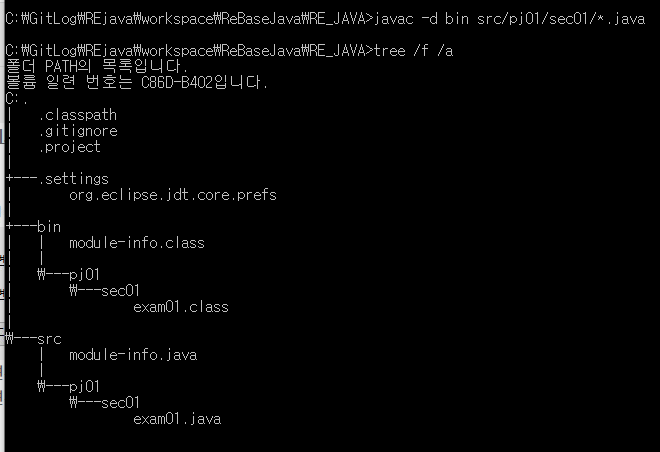 C:₩GitLog₩REjava₩workspace₩ReBaseJava₩RE_JAVA>javac -d bin src/pj01/sec01/*.java
C:₩GitLog₩REjava₩workspace₩ReBaseJava₩RE_JAVA>tree /f /a
폴더 PATH의 목록입니다.
볼륨 일련 번호는 C86D-B402입니다.
C:.
|   .classpath
|   .gitignore
|   .project
|
+---.settings
|       org.eclipse.jdt.core.prefs
|
+---bin
|   |   module-info.class
|   |
|   ₩---pj01
|       ₩---sec01
|               exam01.class
|
₩---src
    |   module-info.java
    |
    ₩---pj01
        ₩---sec01
                exam01.java